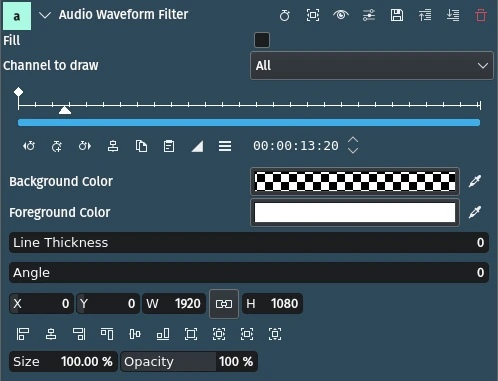 a Audio Waveform Filter
Fill
Channel to draw All
00:00:13:20
Background Color
Foreground Color
Line Thickness 0
Angle 0
X 0 Y 0 W 1920 H 1080
Size 100.00 % Opacity 100 %